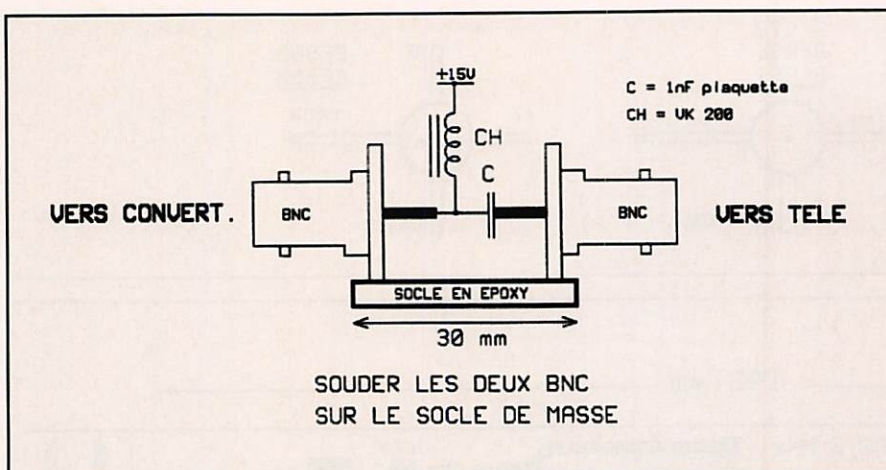 +15V
C = 1nF plaquette
CH = VK 200
CH
C
VERS CONVERT.
BNC
BNC
VERS TELE
SOCLE EN EPOXY
30 mm
SOUDER LES DEUX BNC
SUR LE SOCLE DE MASSE